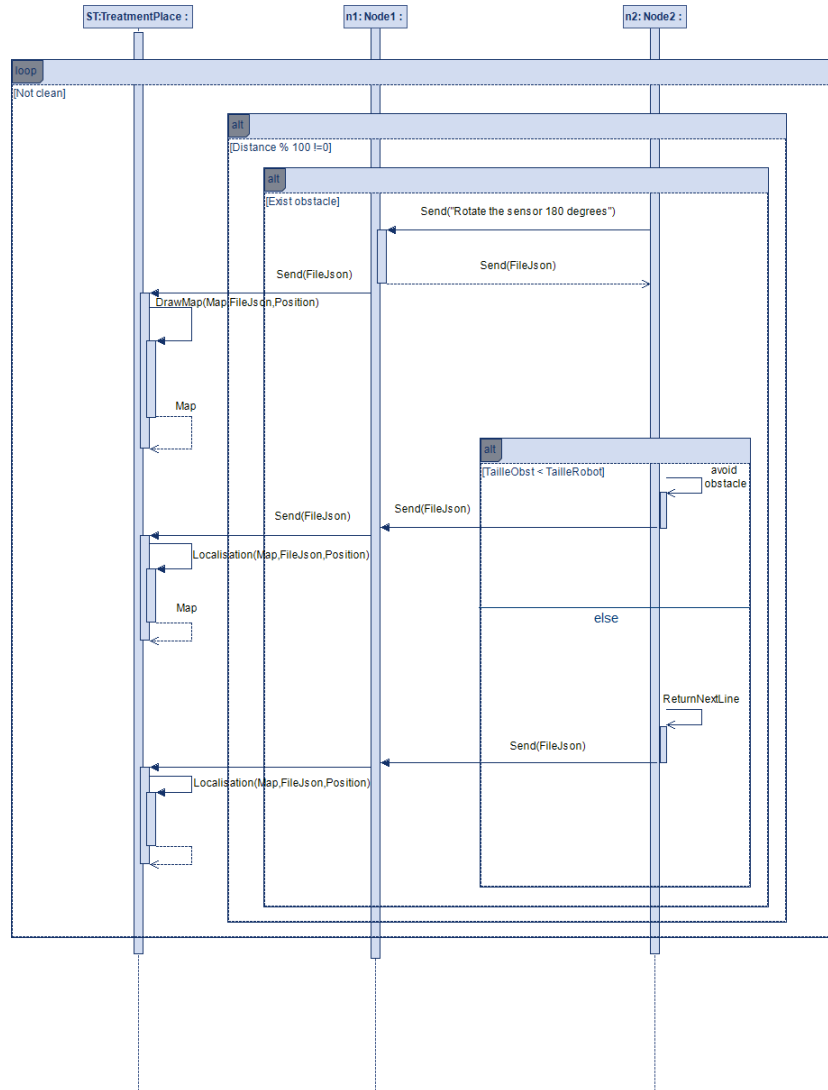 ST:TreatmentPlace :
n1: Node1 :
n2: Node2 :
loop
[Not clean]
alt
[Distance % 100 !=0]
alt
[Exist obstacle]
Send("Rotate the sensor 180 degrees")
Send(FileJson)
Send(FileJson)
DrawMap(Map,FileJson,Position)
Map
alt
[TailleObst < TailleRobot]
avoid
obstacle
Send(FileJson)
Send(FileJson)
Localisation(Map,FileJson,Position)
Map
else
ReturnNextLine
Send(FileJson)
Localisation(Map,FileJson,Position)